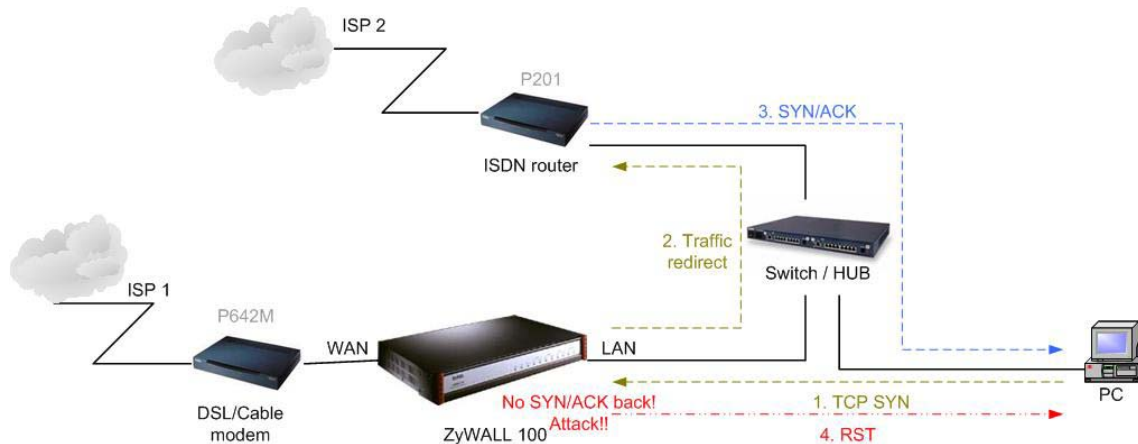 ISP 2
P201
3. SYN/ACK
ISDN router
2. Traffic
redirect
Switch / HUB
ISP 1
P642M
WAN
LAN
DSL/Cable
modem
ZyWALL 100
No SYN/ACK back!
Attack!!
1. TCP SYN
4. RST
PC